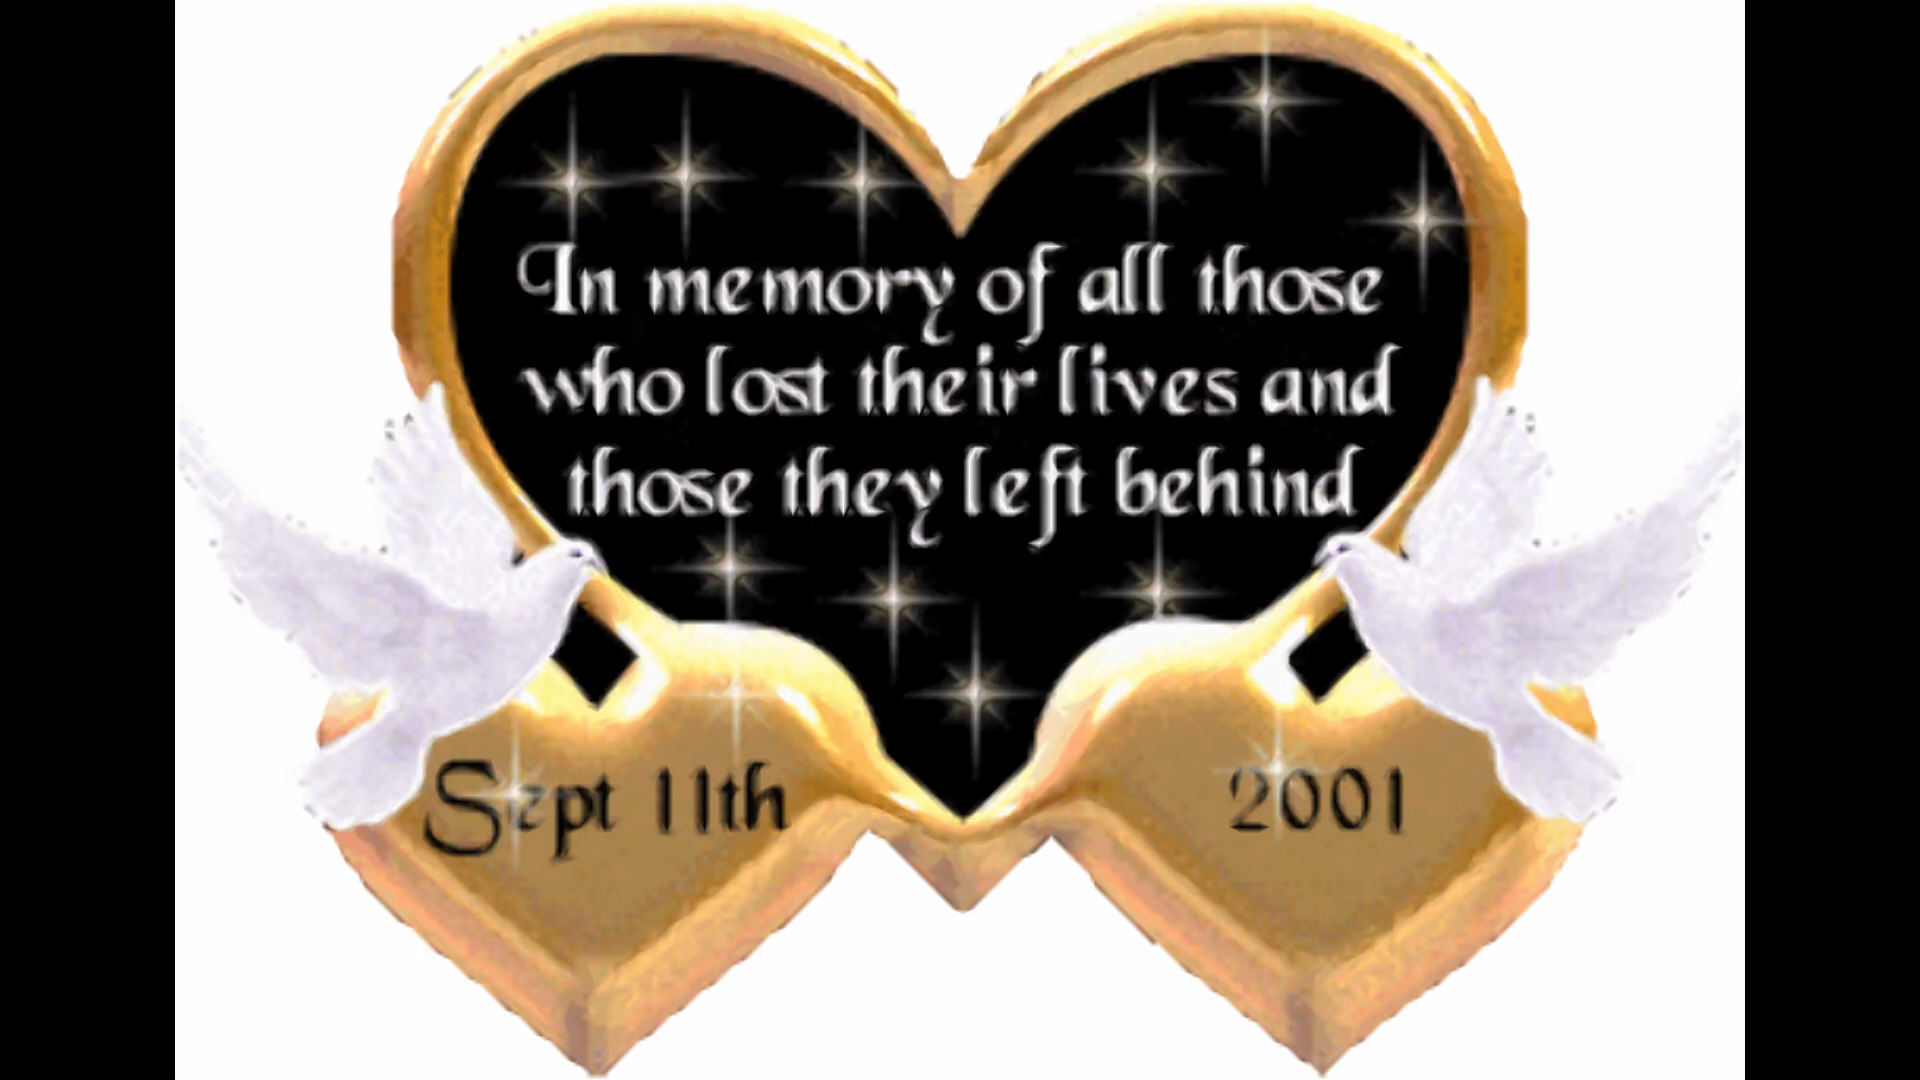 In memory of all those
who lost their lives and
those they left behind
Sept 11th
2001